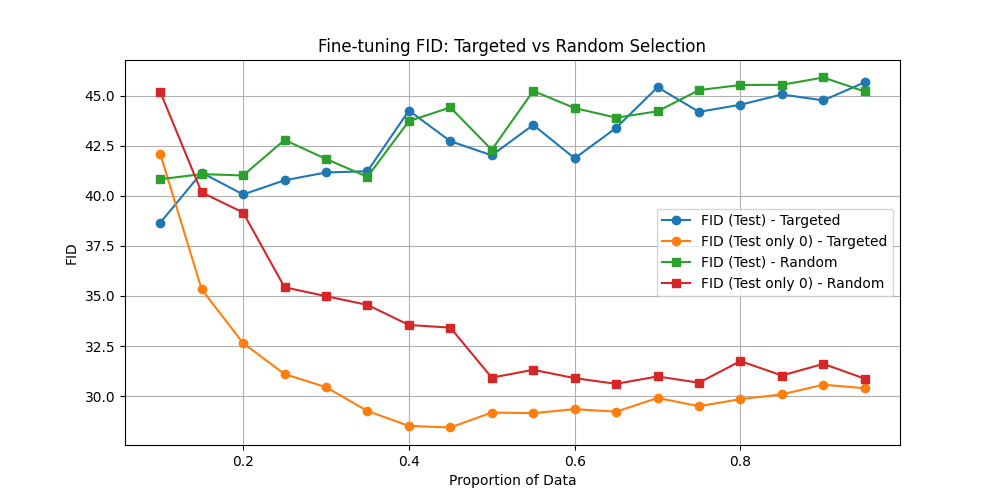 Fine-tuning FID: Targeted vs Random Selection
FID
45.0
42.5
40.0
37.5
35.0
32.5
30.0
FID (Test) - Targeted
FID (Test only 0) - Targeted
FID (Test) - Random
FID (Test only 0) - Random
0.2 0.4 0.6 0.8
Proportion of Data